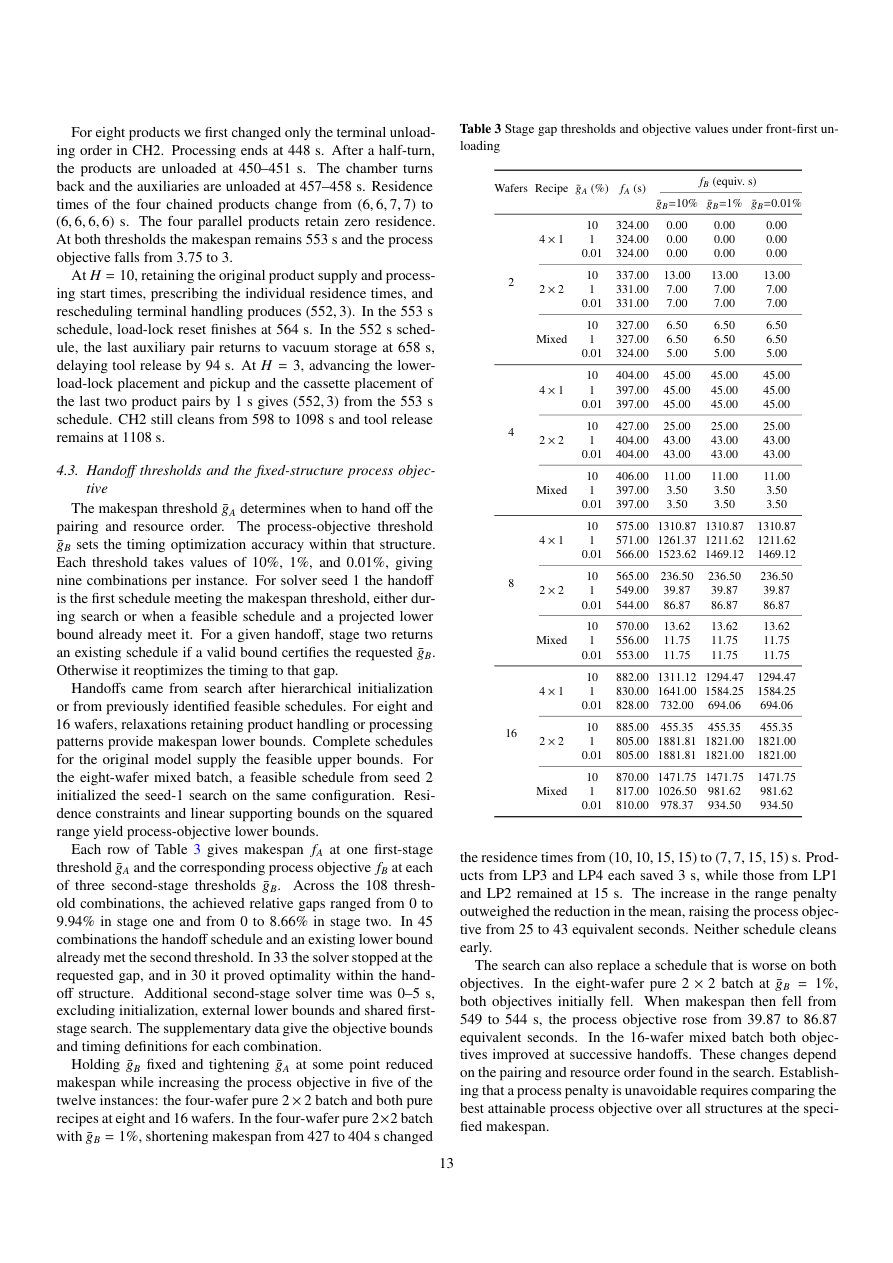 For eight products we first changed only the terminal unload-
ing order in CH2. Processing ends at 448 s. After a half-turn,
the products are unloaded at 450–451 s. The chamber turns
back and the auxiliaries are unloaded at 457–458 s. Residence
times of the four chained products change from (6, 6, 7, 7) to
(6, 6, 6, 6) s. The four parallel products retain zero residence.
At both thresholds the makespan remains 553 s and the process
objective falls from 3.75 to 3.
At H = 10, retaining the original product supply and process-
ing start times, prescribing the individual residence times, and
rescheduling terminal handling produces (552, 3). In the 553 s
schedule, load-lock reset finishes at 564 s. In the 552 s sched-
ule, the last auxiliary pair returns to vacuum storage at 658 s,
delaying tool release by 94 s. At H = 3, advancing the lower-
load-lock placement and pickup and the cassette placement of
the last two product pairs by 1 s gives (552, 3) from the 553 s
schedule. CH2 still cleans from 598 to 1098 s and tool release
remains at 1108 s.
4.3. Handoff thresholds and the fixed-structure process objec-
tive
The makespan threshold ḡA determines when to hand off the
pairing and resource order. The process-objective threshold
ḡB sets the timing optimization accuracy within that structure.
Each threshold takes values of 10%, 1%, and 0.01%, giving
nine combinations per instance. For solver seed 1 the handoff
is the first schedule meeting the makespan threshold, either dur-
ing search or when a feasible schedule and a projected lower
bound already meet it. For a given handoff, stage two returns
an existing schedule if a valid bound certifies the requested ḡB.
Otherwise it reoptimizes the timing to that gap.
Handoffs came from search after hierarchical initialization
or from previously identified feasible schedules. For eight and
16 wafers, relaxations retaining product handling or processing
patterns provide makespan lower bounds. Complete schedules
for the original model supply the feasible upper bounds. For
the eight-wafer mixed batch, a feasible schedule from seed 2
initialized the seed-1 search on the same configuration. Resi-
dence constraints and linear supporting bounds on the squared
range yield process-objective lower bounds.
Each row of Table 3 gives makespan fA at one first-stage
threshold ḡA and the corresponding process objective fB at each
of three second-stage thresholds ḡB. Across the 108 thresh-
old combinations, the achieved relative gaps ranged from 0 to
9.94% in stage one and from 0 to 8.66% in stage two. In 45
combinations the handoff schedule and an existing lower bound
already met the second threshold. In 33 the solver stopped at the
requested gap, and in 30 it proved optimality within the hand-
off structure. Additional second-stage solver time was 0–5 s,
excluding initialization, external lower bounds and shared first-
stage search. The supplementary data give the objective bounds
and timing definitions for each combination.
Holding ḡB fixed and tightening ḡA at some point reduced
makespan while increasing the process objective in five of the
twelve instances: the four-wafer pure 2 × 2 batch and both pure
recipes at eight and 16 wafers. In the four-wafer pure 2×2 batch
with ḡB = 1%, shortening makespan from 427 to 404 s changed
Table 3 Stage gap thresholds and objective values under front-first un-
loading
Wafers Recipe ḡA (%) fA (s) fB (equiv. s)
ḡB=10% ḡB=1% ḡB=0.01%
2
4 × 1
10 324.00 0.00 0.00 0.00
1 324.00 0.00 0.00 0.00
0.01 324.00 0.00 0.00 0.00
2 × 2
10 337.00 13.00 13.00 13.00
1 331.00 7.00 7.00 7.00
0.01 331.00 7.00 7.00 7.00
Mixed
10 327.00 6.50 6.50 6.50
1 327.00 6.50 6.50 6.50
0.01 324.00 5.00 5.00 5.00
4
4 × 1
10 404.00 45.00 45.00 45.00
1 397.00 45.00 45.00 45.00
0.01 397.00 45.00 45.00 45.00
2 × 2
10 427.00 25.00 25.00 25.00
1 404.00 43.00 43.00 43.00
0.01 404.00 43.00 43.00 43.00
Mixed
10 406.00 11.00 11.00 11.00
1 397.00 3.50 3.50 3.50
0.01 397.00 3.50 3.50 3.50
8
4 × 1
10 575.00 1310.87 1310.87 1310.87
1 571.00 1261.37 1211.62 1211.62
0.01 566.00 1523.62 1469.12 1469.12
2 × 2
10 565.00 236.50 236.50 236.50
1 549.00 39.87 39.87 39.87
0.01 544.00 86.87 86.87 86.87
Mixed
10 570.00 13.62 13.62 13.62
1 556.00 11.75 11.75 11.75
0.01 553.00 11.75 11.75 11.75
16
4 × 1
10 882.00 1311.12 1294.47 1294.47
1 830.00 1641.00 1584.25 1584.25
0.01 828.00 732.00 694.06 694.06
2 × 2
10 885.00 455.35 455.35 455.35
1 805.00 1881.81 1821.00 1821.00
0.01 805.00 1881.81 1821.00 1821.00
Mixed
10 870.00 1471.75 1471.75 1471.75
1 817.00 1026.50 981.62 981.62
0.01 810.00 978.37 934.50 934.50
the residence times from (10, 10, 15, 15) to (7, 7, 15, 15) s. Prod-
ucts from LP3 and LP4 each saved 3 s, while those from LP1
and LP2 remained at 15 s. The increase in the range penalty
outweighed the reduction in the mean, raising the process objec-
tive from 25 to 43 equivalent seconds. Neither schedule cleans
early.
The search can also replace a schedule that is worse on both
objectives. In the eight-wafer pure 2 × 2 batch at ḡB = 1%,
both objectives initially fell. When makespan then fell from
549 to 544 s, the process objective rose from 39.87 to 86.87
equivalent seconds. In the 16-wafer mixed batch both objec-
tives improved at successive handoffs. These changes depend
on the pairing and resource order found in the search. Establish-
ing that a process penalty is unavoidable requires comparing the
best attainable process objective over all structures at the speci-
fied makespan.
13